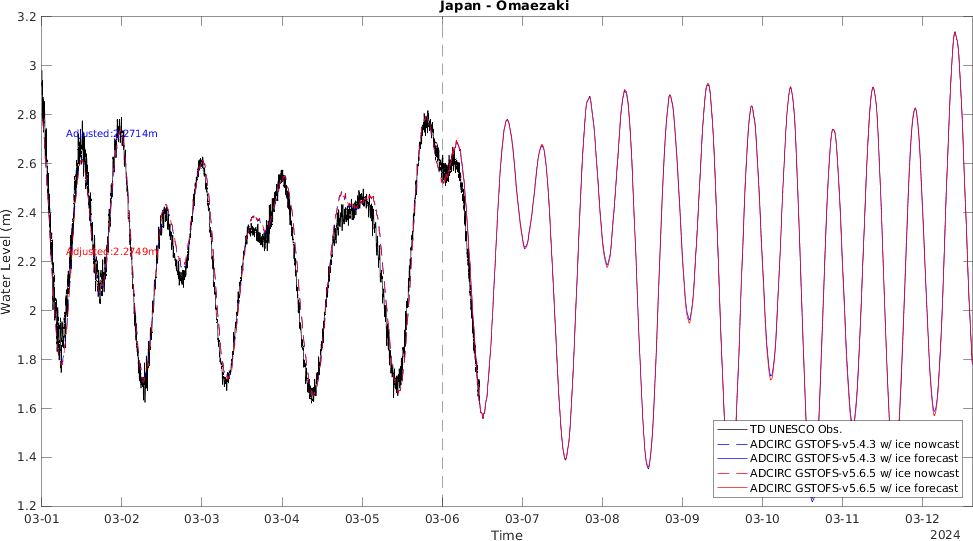 Japan - Omaezaki
3.2
3
2.8
2.6
2.4
2.2
2
1.8
1.6
1.4
1.2
Water Level (m)
Adjusted:2.2714m
Adjusted:2.2749m
TD UNESCO Obs.
ADCIRC GSTOFS-v5.4.3 w/ ice nowcast
ADCIRC GSTOFS-v5.4.3 w/ ice forecast
ADCIRC GSTOFS-v5.6.5 w/ ice nowcast
ADCIRC GSTOFS-v5.6.5 w/ ice forecast
03-01 03-02 03-03 03-04 03-05 03-06 03-07 03-08 03-09 03-10 03-11 03-12
Time
2024